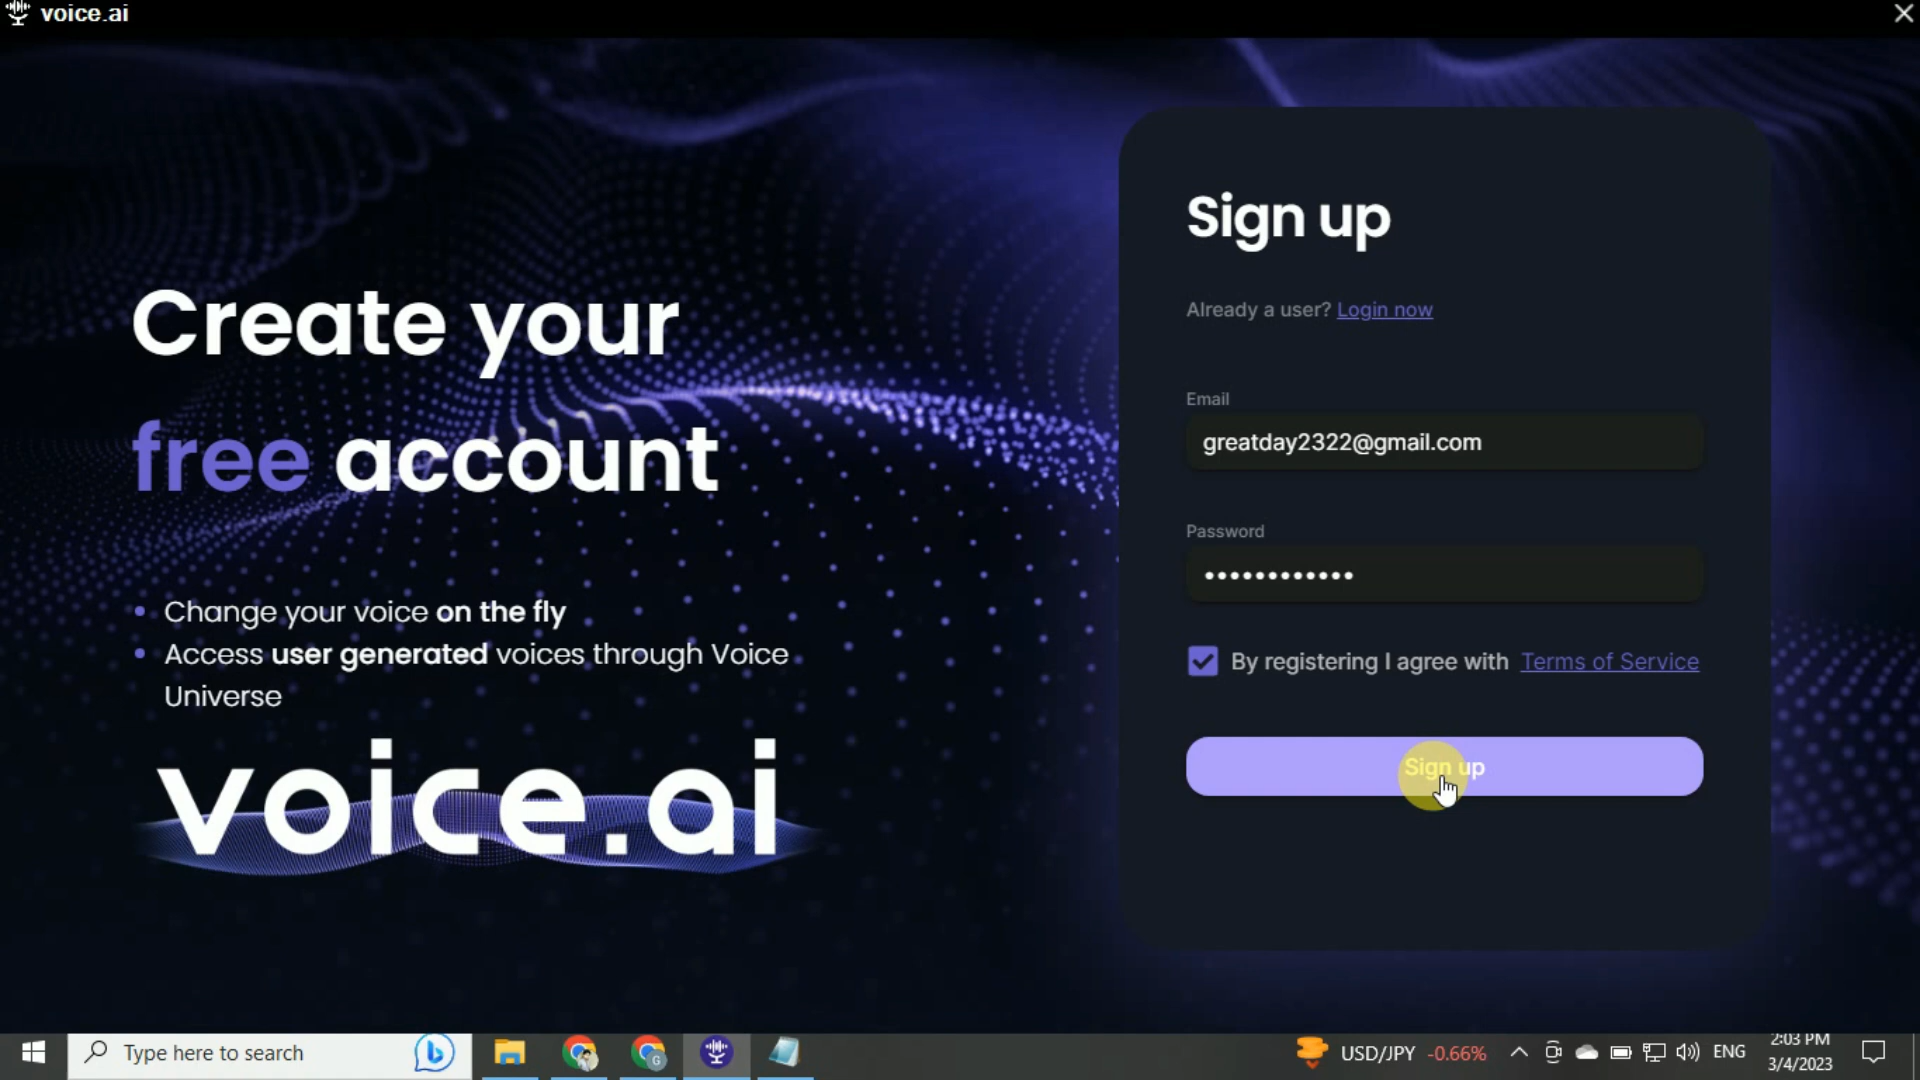 voice.ai
Create your
free account
Change your voice on the fly
Access user generated voices through Voice
Universe
voice.ai
Sign up
Already a user? Login now
Email
greatday2322@gmail.com
Password
••••••••••••
By registering I agree with Terms of Service
Sign up
Type here to search
USD/JPY -0.66%
ENG
2:03 PM
3/4/2023